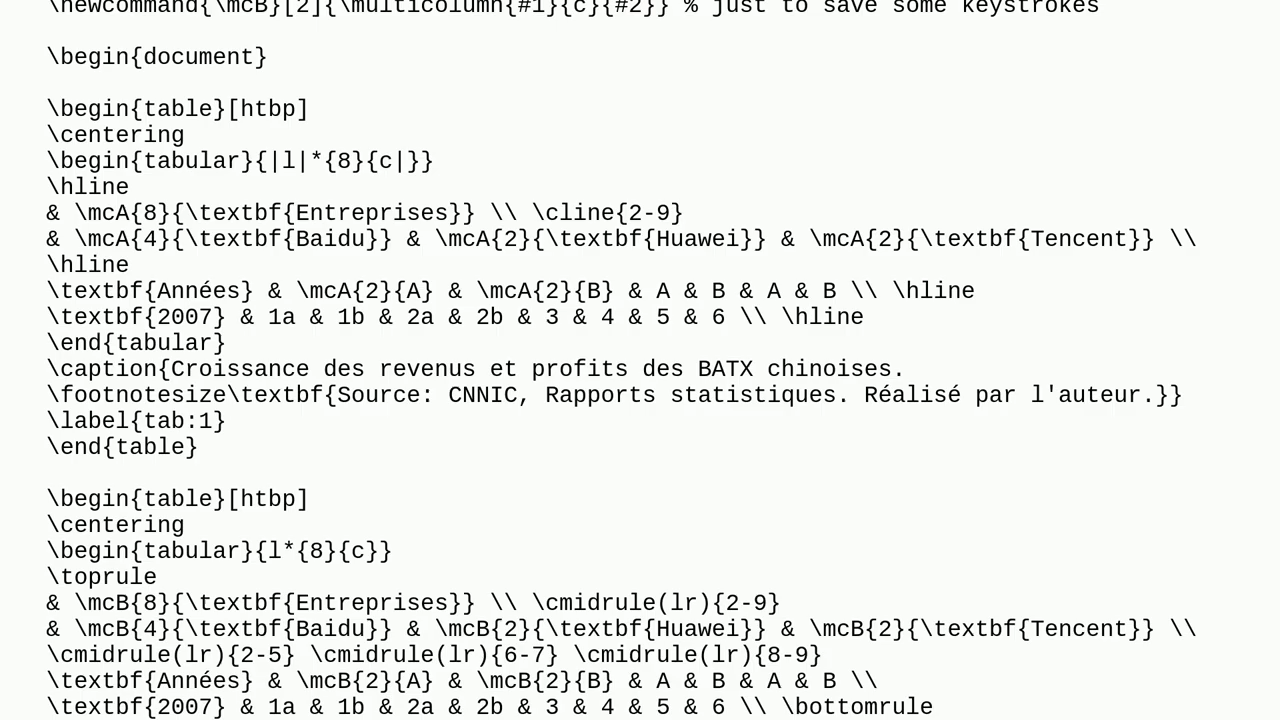 \newcommand{\mcB}[2]{\multicolumn{#1}{c}{#2}} % just to save some keystrokes
\begin{document}
\begin{table}[htbp]
\centering
\begin{tabular}{|l|*{8}{c|}}
\hline
& \mcA{8}{\textbf{Entreprises}} \\ \cline{2-9}
& \mcA{4}{\textbf{Baidu}} & \mcA{2}{\textbf{Huawei}} & \mcA{2}{\textbf{Tencent}} \\
\hline
\textbf{Années} & \mcA{2}{A} & \mcA{2}{B} & A & B & A & B \\ \hline
\textbf{2007} & 1a & 1b & 2a & 2b & 3 & 4 & 5 & 6 \\ \hline
\end{tabular}
\caption{Croissance des revenus et profits des BATX chinoises.
\footnotesize\textbf{Source: CNNIC, Rapports statistiques. Réalisé par l'auteur.}}
\label{tab:1}
\end{table}
\begin{table}[htbp]
\centering
\begin{tabular}{l*{8}{c}}
\toprule
& \mcB{8}{\textbf{Entreprises}} \\ \cmidrule(lr){2-9}
& \mcB{4}{\textbf{Baidu}} & \mcB{2}{\textbf{Huawei}} & \mcB{2}{\textbf{Tencent}} \\
\cmidrule(lr){2-5} \cmidrule(lr){6-7} \cmidrule(lr){8-9}
\textbf{Années} & \mcB{2}{A} & \mcB{2}{B} & A & B & A & B \\
\textbf{2007} & 1a & 1b & 2a & 2b & 3 & 4 & 5 & 6 \\ \bottomrule